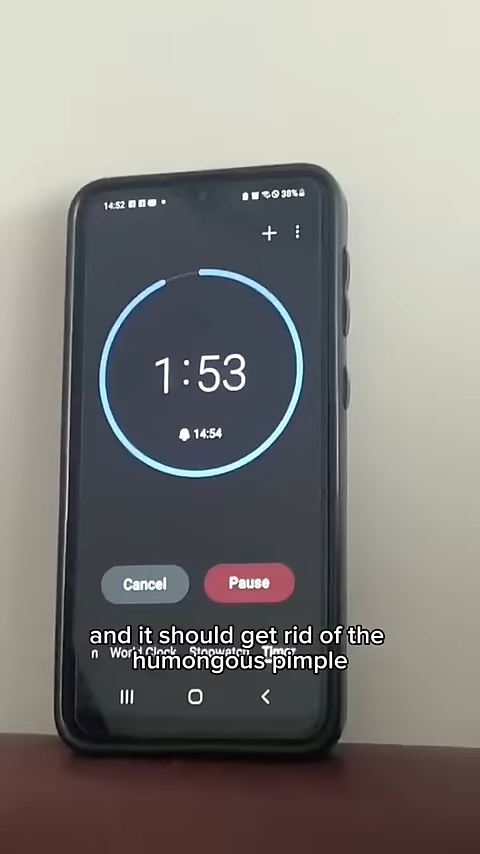 14:52
38%
1:53
14:54
Cancel
Pause
and it should get rid of the
n World Clock Stopwatch Timer
humongous pimple